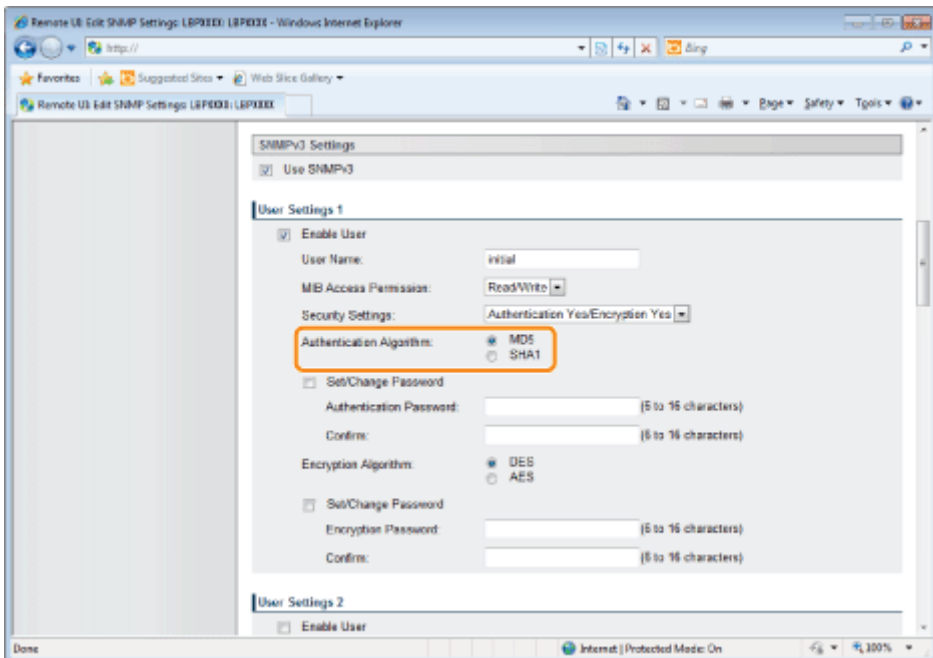 Remote UI: Edit SNMP Settings: LBPXXXX: LBPXXXX - Windows Internet Explorer
http://
Bing
Favorites Suggested Sites Web Slice Gallery
Remote UI: Edit SNMP Settings: LBPXXXX: LBPXXXX
Page Safety Tools
SNMPv3 Settings
Use SNMPv3
User Settings 1
Enable User
User Name: initial
MIB Access Permission: Read/Write
Security Settings: Authentication Yes/Encryption Yes
Authentication Algorithm: MD5
SHA1
Set/Change Password
Authentication Password: (6 to 16 characters)
Confirm: (6 to 16 characters)
Encryption Algorithm: DES
AES
Set/Change Password
Encryption Password: (6 to 16 characters)
Confirm: (6 to 16 characters)
User Settings 2
Enable User
Done Internet | Protected Mode: On 100%